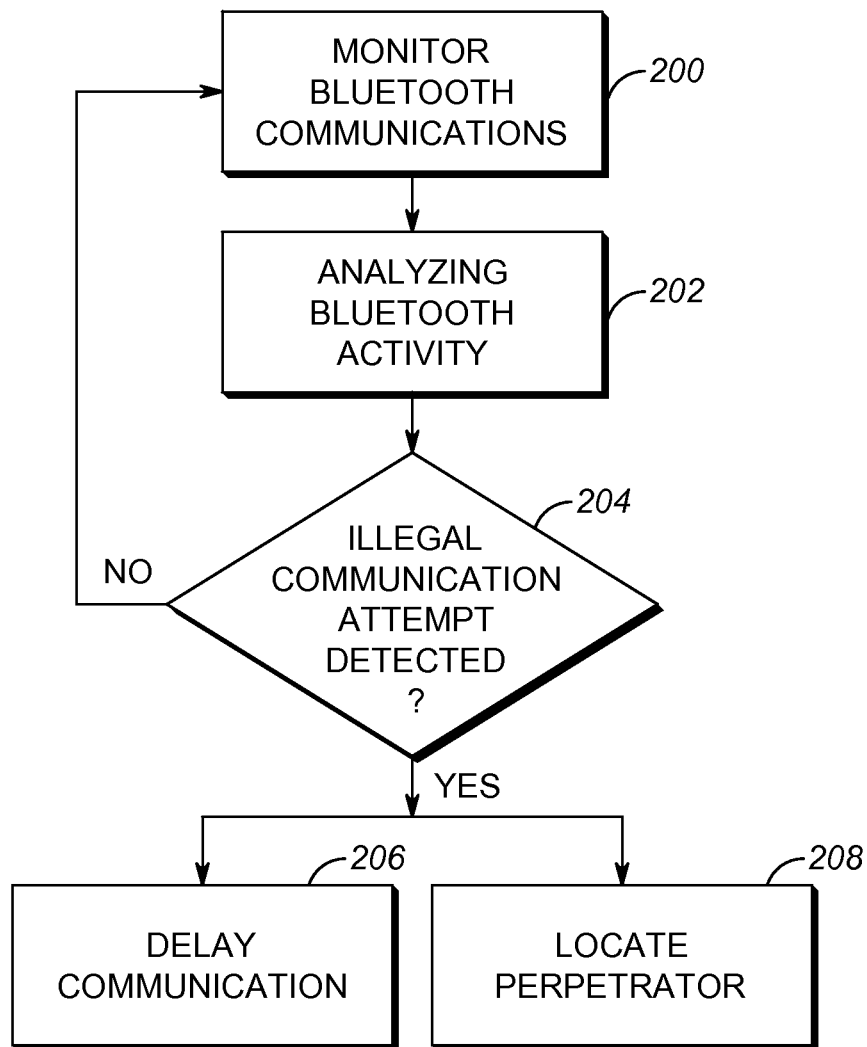 MONITOR
BLUETOOTH
COMMUNICATIONS
200
ANALYZING
BLUETOOTH
ACTIVITY
202
204
ILLEGAL
COMMUNICATION
ATTEMPT
DETECTED
?
NO
YES
206
DELAY
COMMUNICATION
208
LOCATE
PERPETRATOR